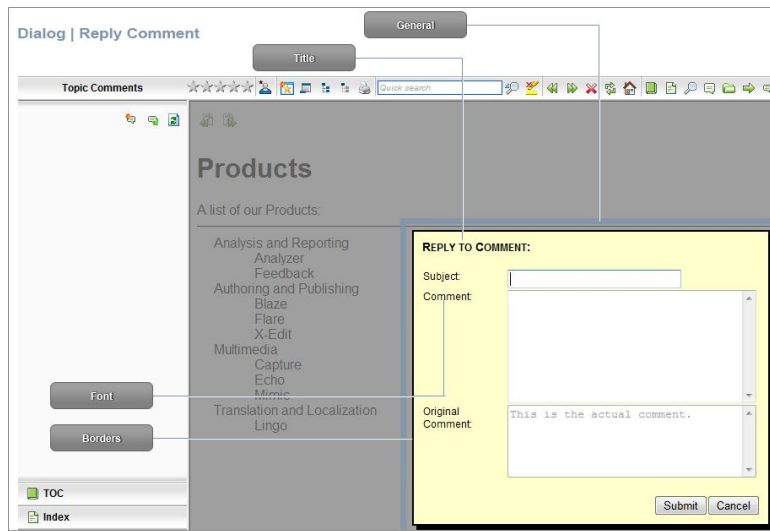 Dialog | Reply Comment
General
Title
Topic Comments
Quick search
Products
A list of our Products:
Analysis and Reporting
Analyzer
Feedback
Authoring and Publishing
Blaze
Flare
X-Edit
Multimedia
Capture
Echo
Mimic
Translation and Localization
Lingo
REPLY TO COMMENT:
Subject:
Comment:
Original
Comment:
This is the actual comment.
Submit
Cancel
Font
Borders
TOC
Index